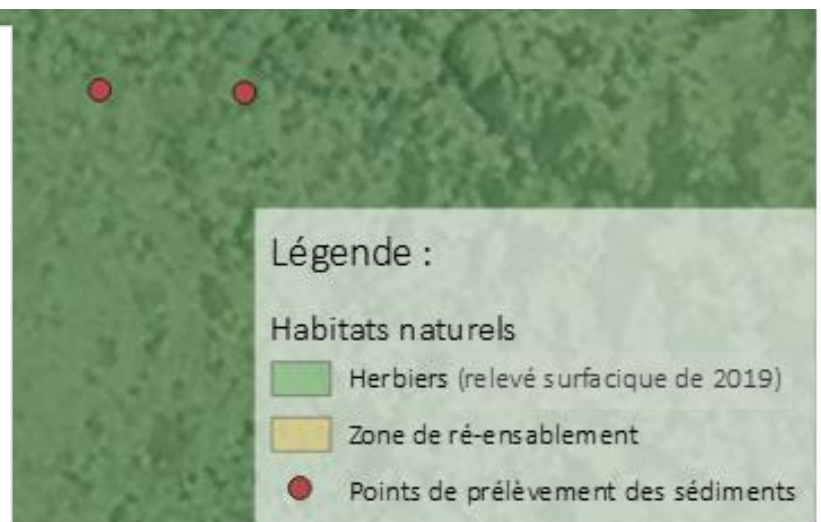 Légende :
Habitats naturels
Herbiers (relevé surfacique de 2019)
Zone de ré-ensablement
Points de prélèvement des sédiments